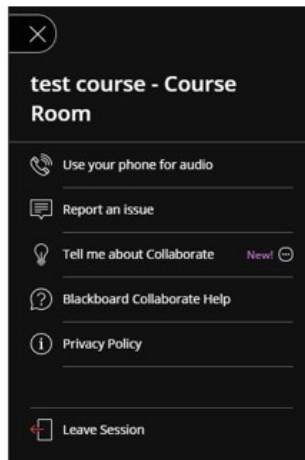 test course - Course
Room
Use your phone for audio
Report an issue
Tell me about Collaborate New!
Blackboard Collaborate Help
Privacy Policy
Leave Session